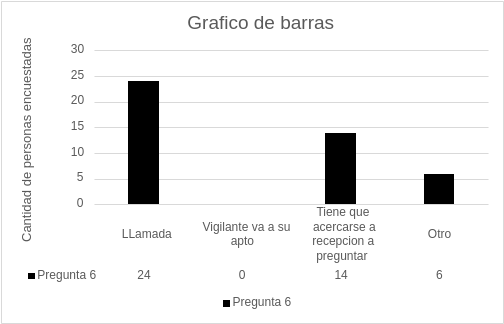 Grafico de barras
Cantidad de personas encuestadas
30
25
20
15
10
5
0
LLamada
Vigilante va a su
apto
Tiene que
acercarse a
recepcion a
preguntar
Otro
Pregunta 6 24 0 14 6
Pregunta 6